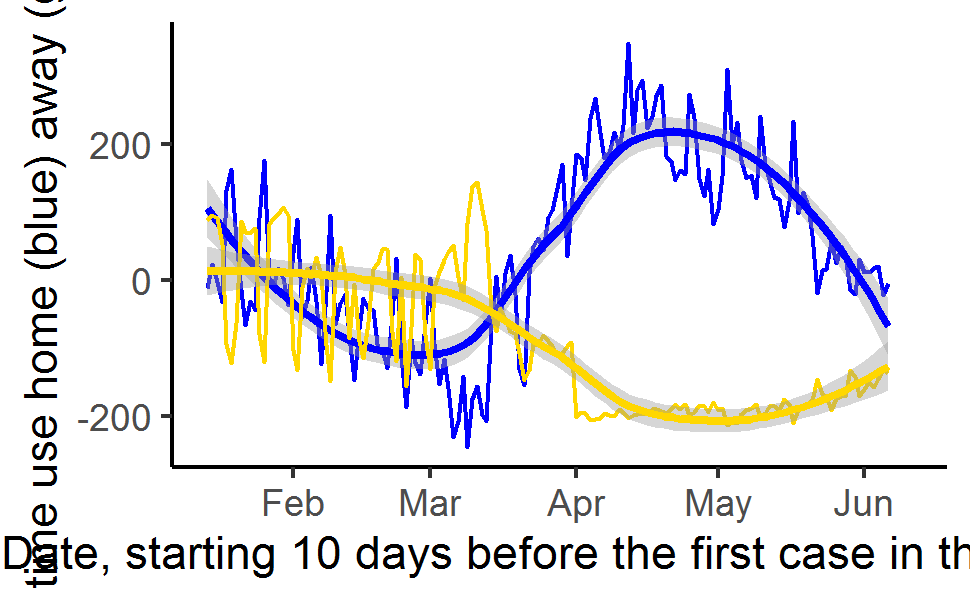 time use home (blue) away (
200
0
-200
Feb Mar Apr May Jun
Date, starting 10 days before the first case in th